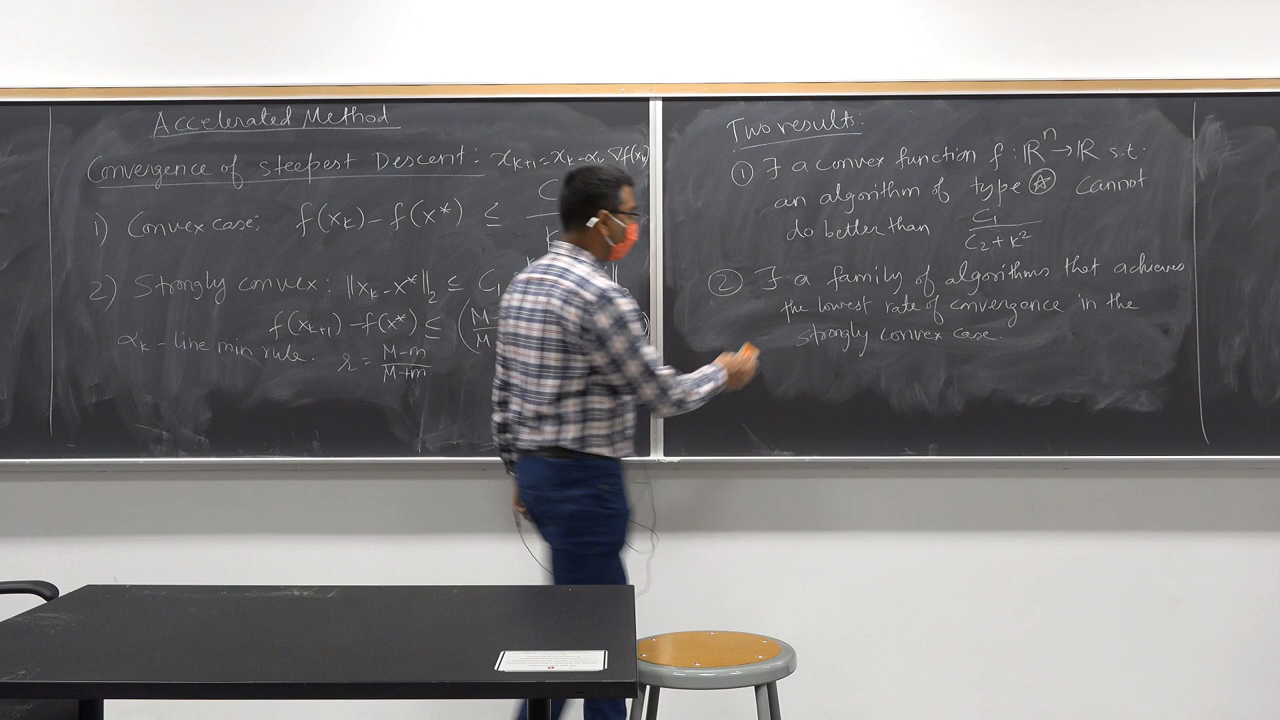 Accelerated Method
Convergence of steepest Descent: x_{k+1} = x_k - α_k ∇f(x_k)
1) Convex case: f(x_k) - f(x*) ≤ C
2) Strongly convex: ||x_k - x*||_2 ≤ C_1
f(x_{k+1}) - f(x*) ≤ (M
α_k - line min rule. r = M-m / M+m
Two results:
① ∃ a convex function f: ℝ^n → ℝ s.t.
an algorithm of type ☆ cannot
do better than C_1 / C_2 + k^2
② ∃ a family of algorithms that achieves
the lowest rate of convergence in the
strongly convex case.